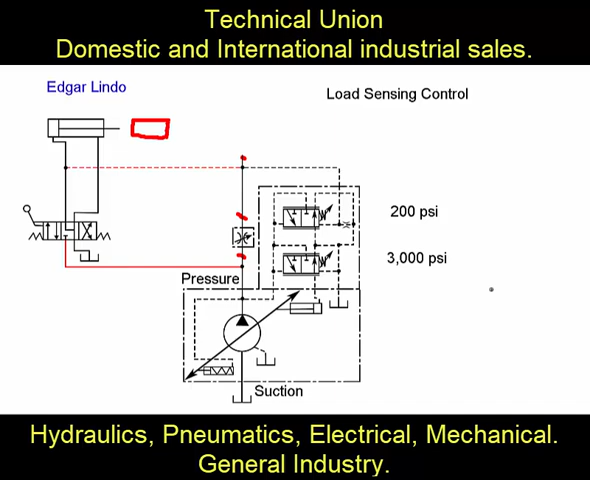 Technical Union
Domestic and International industrial sales.
Edgar Lindo
Load Sensing Control
200 psi
3,000 psi
Pressure
Suction
Hydraulics, Pneumatics, Electrical, Mechanical.
General Industry.